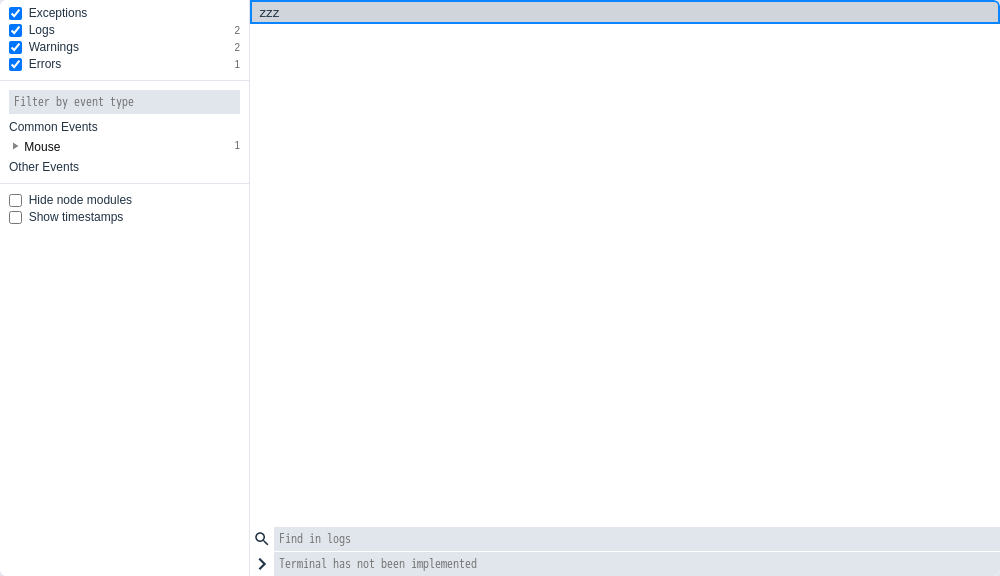 Exceptions
Logs 2
Warnings 2
Errors 1
Filter by event type
Common Events
Mouse 1
Other Events
Hide node modules
Show timestamps
zzz
Find in logs
Terminal has not been implemented